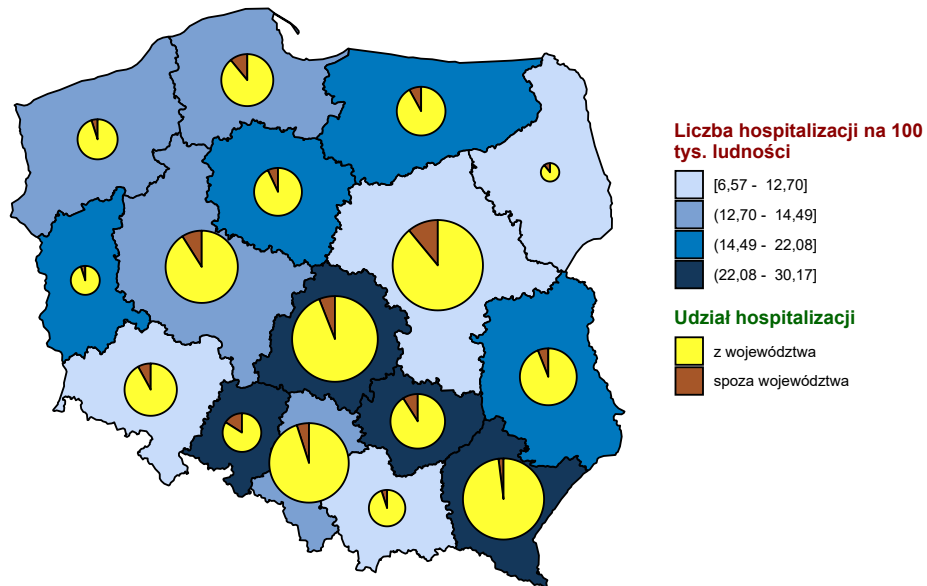 Liczba hospitalizacji na 100
tys. ludności
[6,57 - 12,70]
(12,70 - 14,49]
(14,49 - 22,08]
(22,08 - 30,17]
Udział hospitalizacji
z województwa
spoza województwa